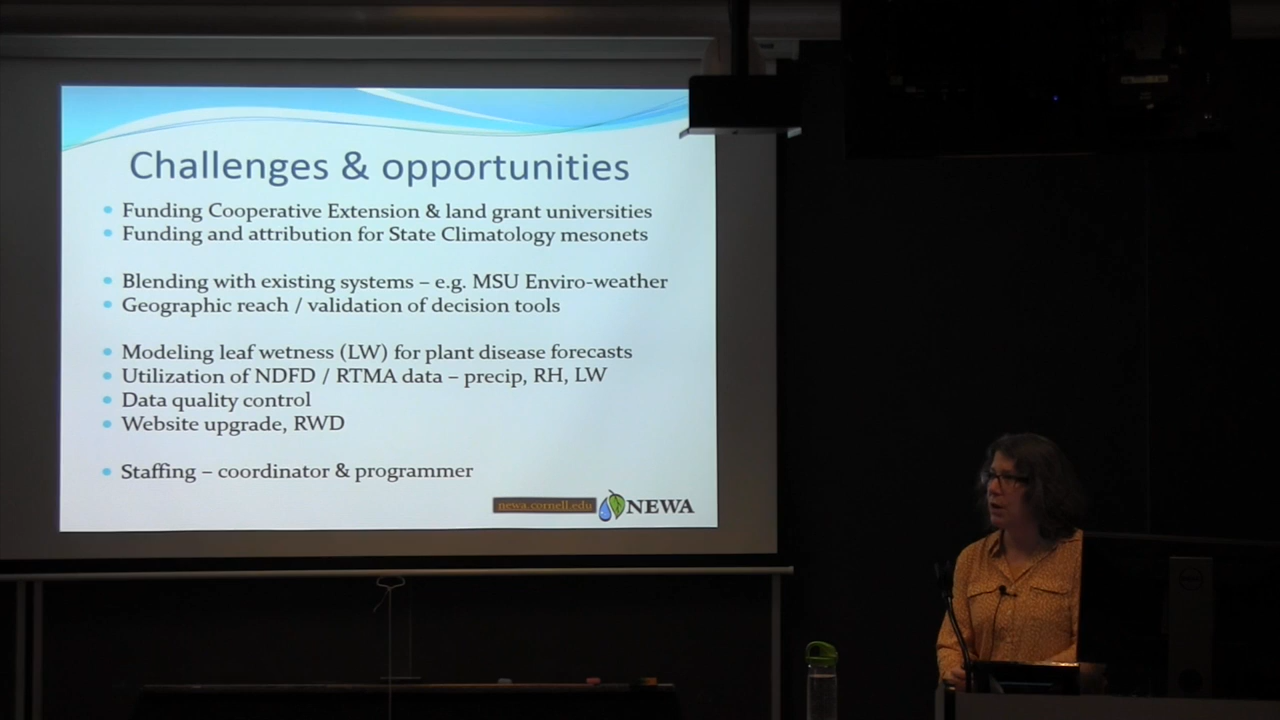 Challenges & opportunities
Funding Cooperative Extension & land grant universities
Funding and attribution for State Climatology mesonets
Blending with existing systems – e.g. MSU Enviro-weather
Geographic reach / validation of decision tools
Modeling leaf wetness (LW) for plant disease forecasts
Utilization of NDFD / RTMA data – precip, RH, LW
Data quality control
Website upgrade, RWD
Staffing – coordinator & programmer
newa.cornell.edu NEWA